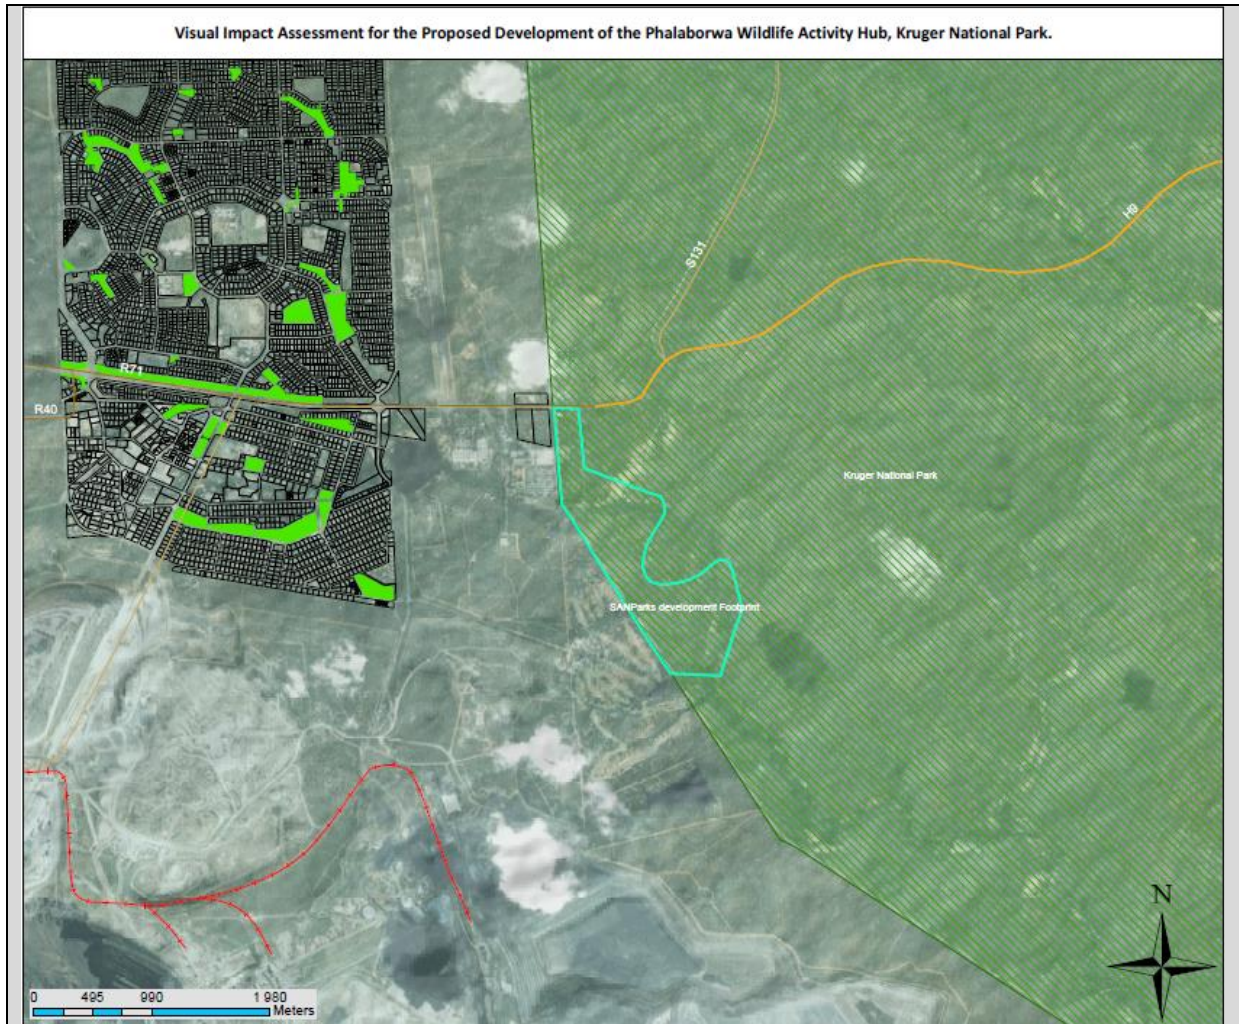 Visual Impact Assessment for the Proposed Development of the Phalaborwa Wildlife Activity Hub, Kruger National Park.
H9
S131
R71
R40
Kruger National Park
SANParks development Footprint
N
0 495 990 1 980
Meters